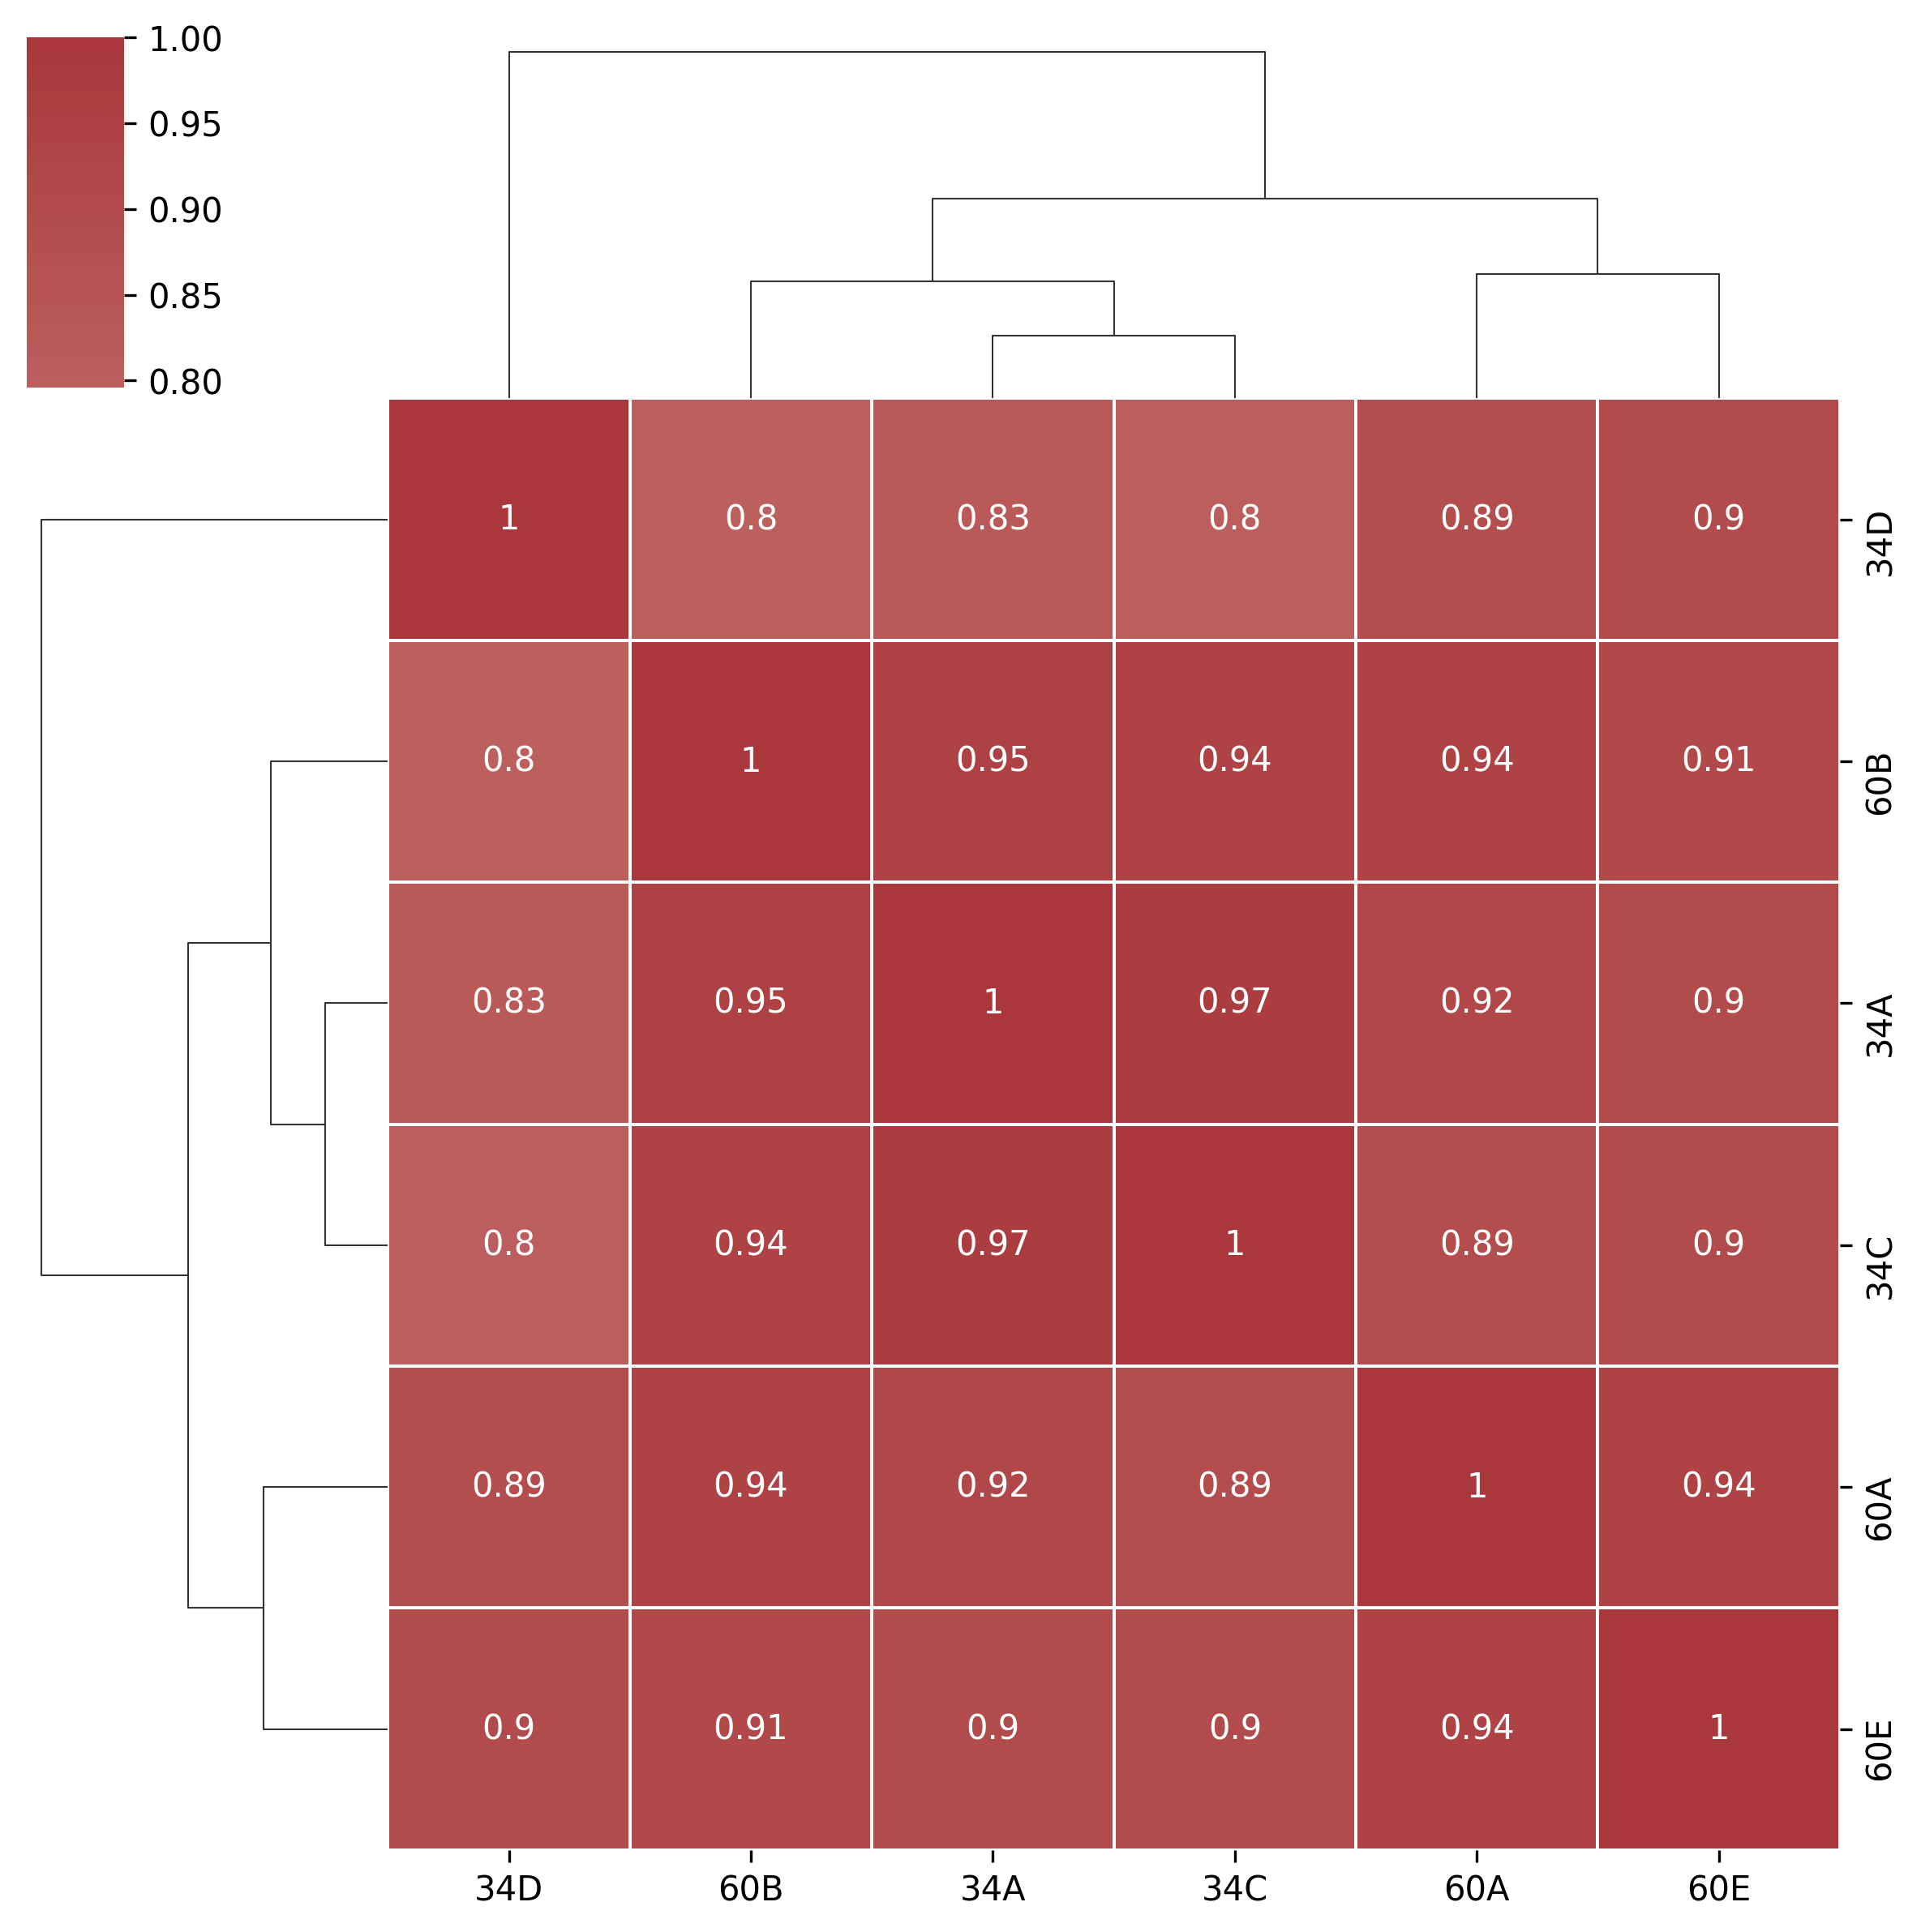 1.00
0.95
0.90
0.85
0.80
1 0.8 0.83 0.8 0.89 0.9 34D
0.8 1 0.95 0.94 0.94 0.91 60B
0.83 0.95 1 0.97 0.92 0.9 34A
0.8 0.94 0.97 1 0.89 0.9 34C
0.89 0.94 0.92 0.89 1 0.94 60A
0.9 0.91 0.9 0.9 0.94 1 60E
34D 60B 34A 34C 60A 60E